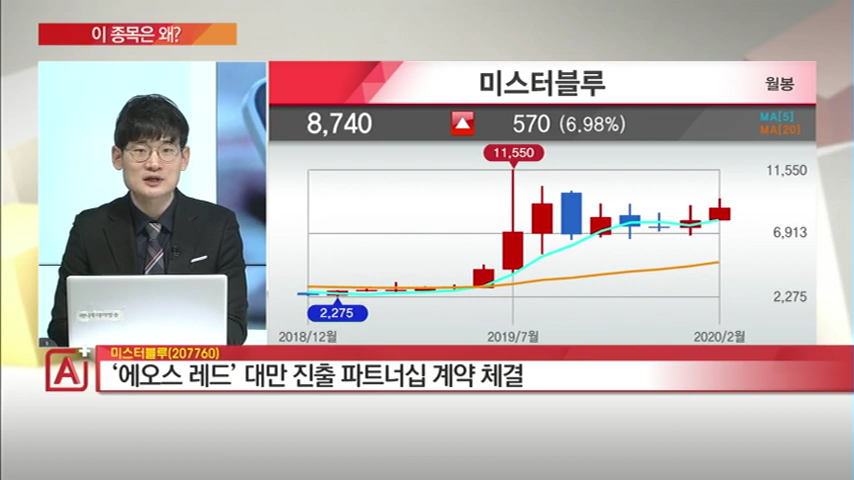 이 종목은 왜?
미스터블루
월봉
8,740
570 (6.98%)
MA[5]
MA[20]
11,550
11,550
6,913
2,275
2,275
2018/12월
2019/7월
2020/2월
A+
미스터블루(207760)
‘에오스 레드’ 대만 진출 파트너십 계약 체결